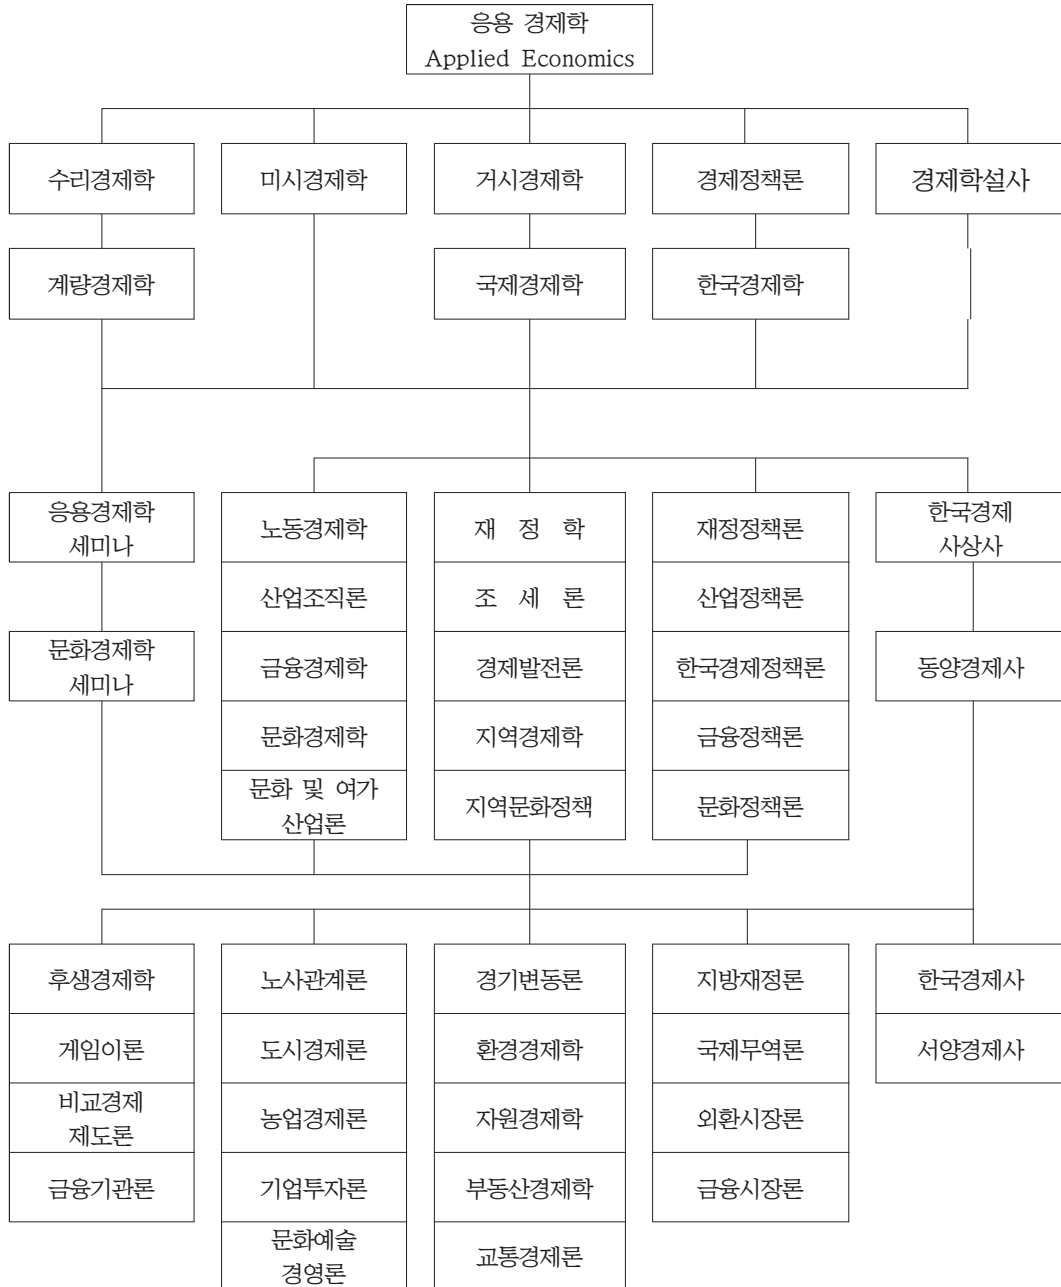 응용 경제학
Applied Economics
수리경제학
미시경제학
거시경제학
경제정책론
경제학설사
계량경제학
국제경제학
한국경제학
응용경제학
세미나
노동경제학
재 정 학
재정정책론
한국경제
사상사
산업조직론
조 세 론
산업정책론
문화경제학
세미나
금융경제학
경제발전론
한국경제정책론
동양경제사
문화경제학
지역경제학
금융정책론
문화 및 여가
산업론
지역문화정책
문화정책론
후생경제학
노사관계론
경기변동론
지방재정론
한국경제사
게임이론
도시경제론
환경경제학
국제무역론
서양경제사
비교경제
제도론
농업경제론
자원경제학
외환시장론
금융기관론
기업투자론
부동산경제학
금융시장론
문화예술
경영론
교통경제론